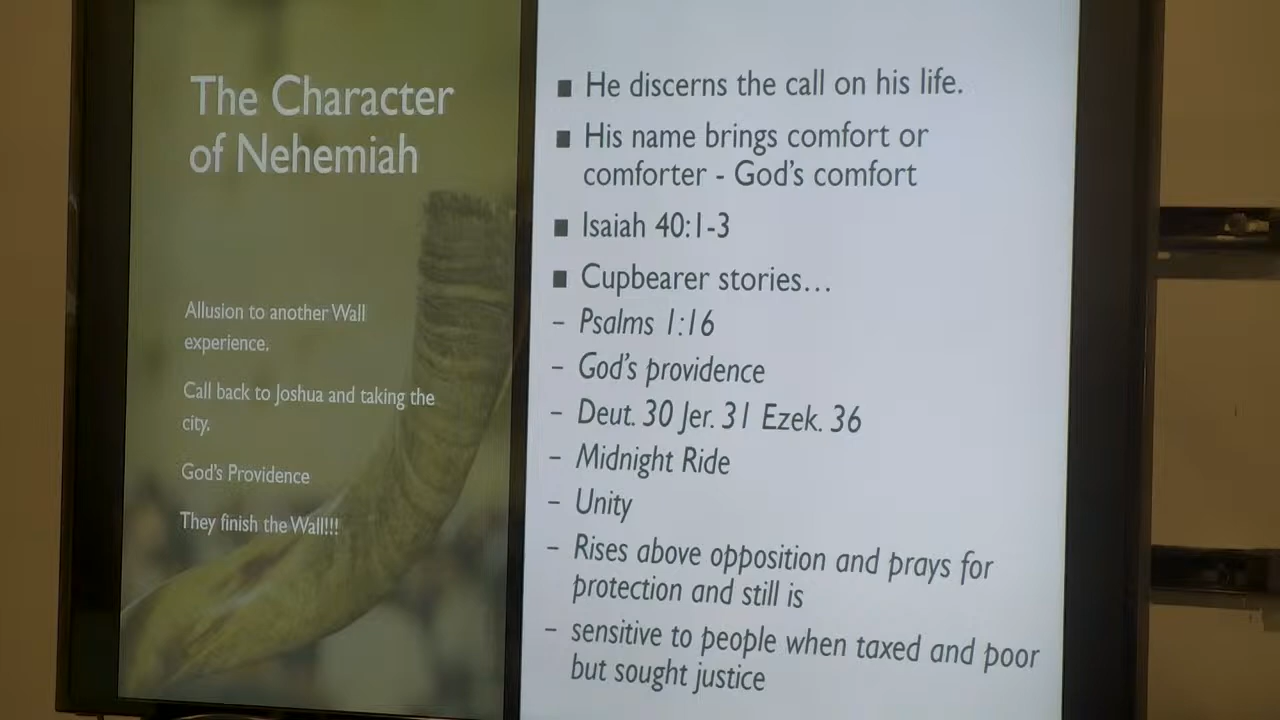 The Character
of Nehemiah
Allusion to another Wall
experience.
Call back to Joshua and taking the
city.
God's Providence
They finish the Wall!!!
■ He discerns the call on his life.
■ His name brings comfort or
comforter - God's comfort
■ Isaiah 40:1-3
■ Cupbearer stories…
– Psalms 1:16
– God's providence
– Deut. 30 Jer. 31 Ezek. 36
– Midnight Ride
– Unity
– Rises above opposition and prays for
protection and still is
– sensitive to people when taxed and poor
but sought justice